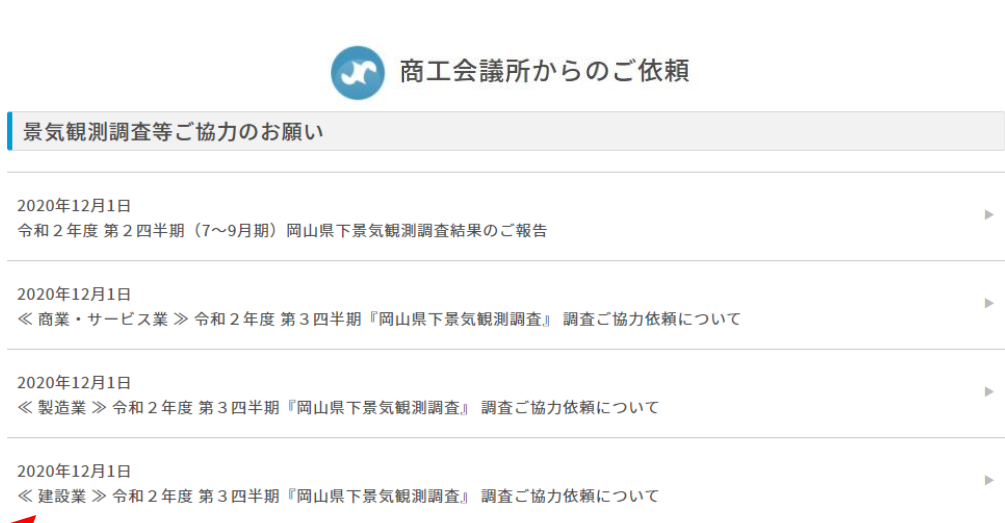 商工会議所からのご依頼
景気観測調査等ご協力のお願い
2020年12月1日
令和２年度 第２四半期（7～9月期）岡山県下景気観測調査結果のご報告
2020年12月1日
≪ 商業・サービス業 ≫ 令和２年度 第３四半期『岡山県下景気観測調査』 調査ご協力依頼について
2020年12月1日
≪ 製造業 ≫ 令和２年度 第３四半期『岡山県下景気観測調査』 調査ご協力依頼について
2020年12月1日
≪ 建設業 ≫ 令和２年度 第３四半期『岡山県下景気観測調査』 調査ご協力依頼について